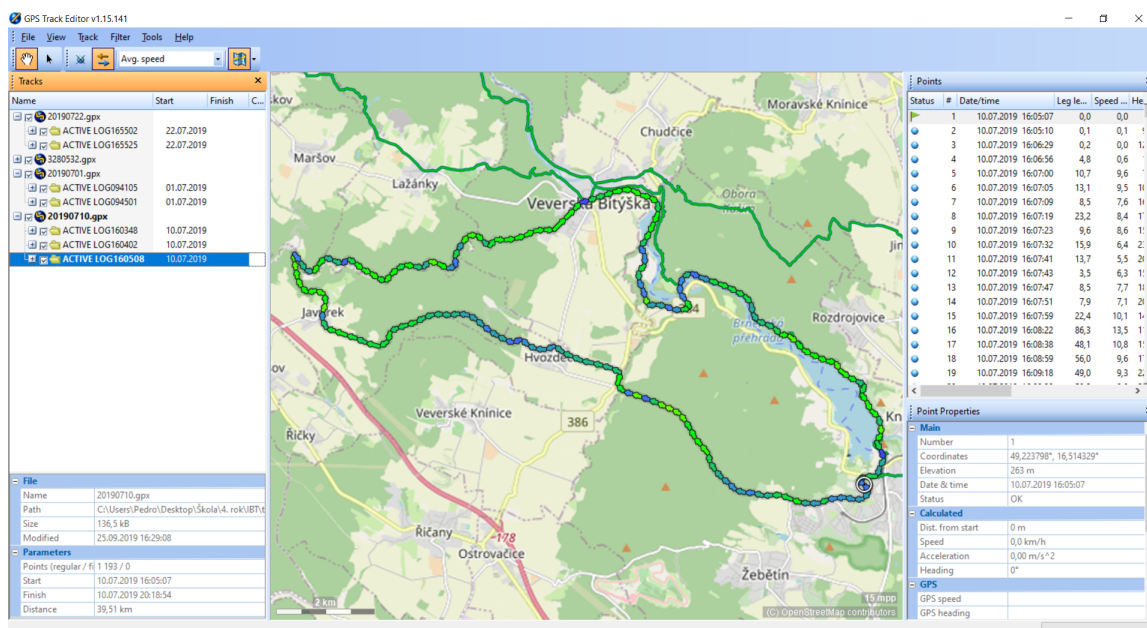 GPS Track Editor v1.15.141
File View Track Filter Tools Help
Avg. speed
Tracks
Name Start Finish C...
20190722.gpx
ACTIVE LOG165502 22.07.2019
ACTIVE LOG165525 22.07.2019
3280532.gpx
20190701.gpx
ACTIVE LOG094105 01.07.2019
ACTIVE LOG094501 01.07.2019
20190710.gpx
ACTIVE LOG160348 10.07.2019
ACTIVE LOG160402 10.07.2019
ACTIVE LOG160508 10.07.2019
File
Name 20190710.gpx
Path C:\Users\Pedro\Desktop\Škola\4. rok\IBT\t
Size 136,5 kB
Modified 25.09.2019 16:29:08
Parameters
Points (regular / fi 1 193 / 0
Start 10.07.2019 16:05:07
Finish 10.07.2019 20:18:54
Distance 39,51 km
skov
Moravské Knínice
Chudčice
Maršov
Lažánky
Obora
Veverská Bítýška
Jin
Javůrek
Rozdrojovice
Brněnská
přehrada
Hvozdec
ov
Veverské Knínice
Kn
386
Říčky
Říčany
178
Ostrovačice
Žebětín
2 km
15 mpp
(C) OpenStreetMap contributors
Points
Status # Date/time Leg le... Speed ... He
1 10.07.2019 16:05:07 0,0 0,0
2 10.07.2019 16:05:10 0,1 0,1
3 10.07.2019 16:06:29 0,2 0,0
4 10.07.2019 16:06:56 4,8 0,6
5 10.07.2019 16:07:00 10,7 9,6
6 10.07.2019 16:07:05 13,1 9,5
7 10.07.2019 16:07:09 8,5 7,6
8 10.07.2019 16:07:19 23,2 8,4
9 10.07.2019 16:07:23 9,6 8,6
10 10.07.2019 16:07:32 15,9 6,4
11 10.07.2019 16:07:41 13,7 5,5
12 10.07.2019 16:07:43 3,5 6,3
13 10.07.2019 16:07:47 8,5 7,7
14 10.07.2019 16:07:51 7,9 7,1
15 10.07.2019 16:07:59 22,4 10,1
16 10.07.2019 16:08:22 86,3 13,5
17 10.07.2019 16:08:38 48,1 10,8
18 10.07.2019 16:08:59 56,0 9,6
19 10.07.2019 16:09:18 49,0 9,3
Point Properties
Main
Number 1
Coordinates 49,223798°, 16,514329°
Elevation 263 m
Date & time 10.07.2019 16:05:07
Status OK
Calculated
Dist. from start 0 m
Speed 0,0 km/h
Acceleration 0,00 m/s^2
Heading 0°
GPS
GPS speed
GPS heading